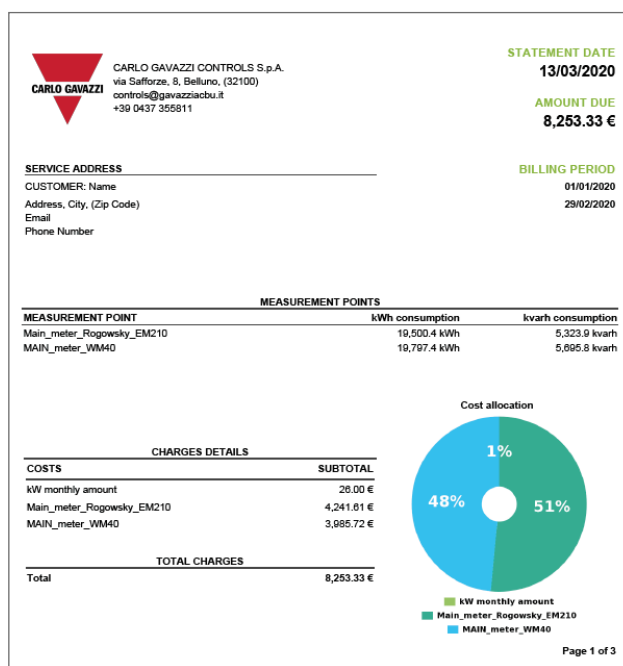 CARLO GAVAZZI
CARLO GAVAZZI CONTROLS S.p.A.
via Safforze, 8, Belluno, (32100)
controls@gavazziacbu.it
+39 0437 355811
STATEMENT DATE
13/03/2020
AMOUNT DUE
8,253.33 €
SERVICE ADDRESS
CUSTOMER: Name
Address, City, (Zip Code)
Email
Phone Number
BILLING PERIOD
01/01/2020
29/02/2020
MEASUREMENT POINTS
MEASUREMENT POINT kWh consumption kvarh consumption
Main_meter_Rogowsky_EM210 19,500.4 kWh 5,323.9 kvarh
MAIN_meter_WM40 19,797.4 kWh 5,695.8 kvarh
CHARGES DETAILS
COSTS SUBTOTAL
kW monthly amount 26.00 €
Main_meter_Rogowsky_EM210 4,241.61 €
MAIN_meter_WM40 3,985.72 €
TOTAL CHARGES
Total 8,253.33 €
Cost allocation
1%
48% 51%
kW monthly amount
Main_meter_Rogowsky_EM210
MAIN_meter_WM40
Page 1 of 3